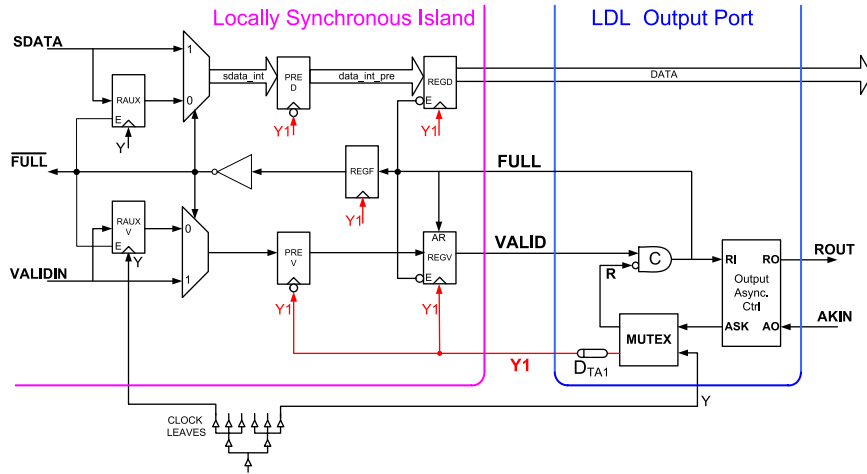 Locally Synchronous Island
LDL Output Port
SDATA
1
RAUX
0
E
Y
sdata_int
PRE
D
Y1
data_int_pre
REGD
E
Y1
DATA
FULL
REGF
Y1
FULL
RAUX
V
E
Y
0
1
VALIDIN
PRE
V
Y1
AR
REGV
E
Y1
VALID
R
C
RI
RO
ROUT
Output
Async.
Ctrl
ASK
AO
AKIN
MUTEX
Y1
DTA1
Y
CLOCK
LEAVES